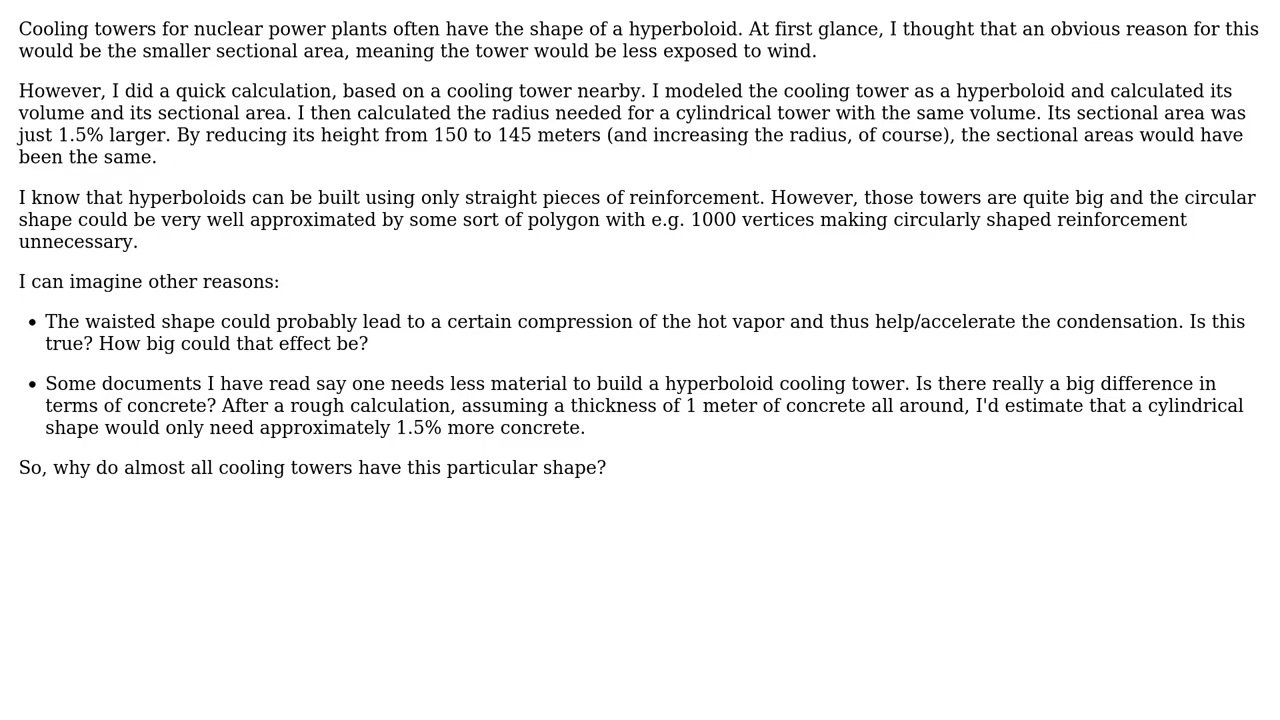 Cooling towers for nuclear power plants often have the shape of a hyperboloid. At first glance, I thought that an obvious reason for this
would be the smaller sectional area, meaning the tower would be less exposed to wind.
However, I did a quick calculation, based on a cooling tower nearby. I modeled the cooling tower as a hyperboloid and calculated its
volume and its sectional area. I then calculated the radius needed for a cylindrical tower with the same volume. Its sectional area was
just 1.5% larger. By reducing its height from 150 to 145 meters (and increasing the radius, of course), the sectional areas would have
been the same.
I know that hyperboloids can be built using only straight pieces of reinforcement. However, those towers are quite big and the circular
shape could be very well approximated by some sort of polygon with e.g. 1000 vertices making circularly shaped reinforcement
unnecessary.
I can imagine other reasons:
• The waisted shape could probably lead to a certain compression of the hot vapor and thus help/accelerate the condensation. Is this
true? How big could that effect be?
• Some documents I have read say one needs less material to build a hyperboloid cooling tower. Is there really a big difference in
terms of concrete? After a rough calculation, assuming a thickness of 1 meter of concrete all around, I'd estimate that a cylindrical
shape would only need approximately 1.5% more concrete.
So, why do almost all cooling towers have this particular shape?